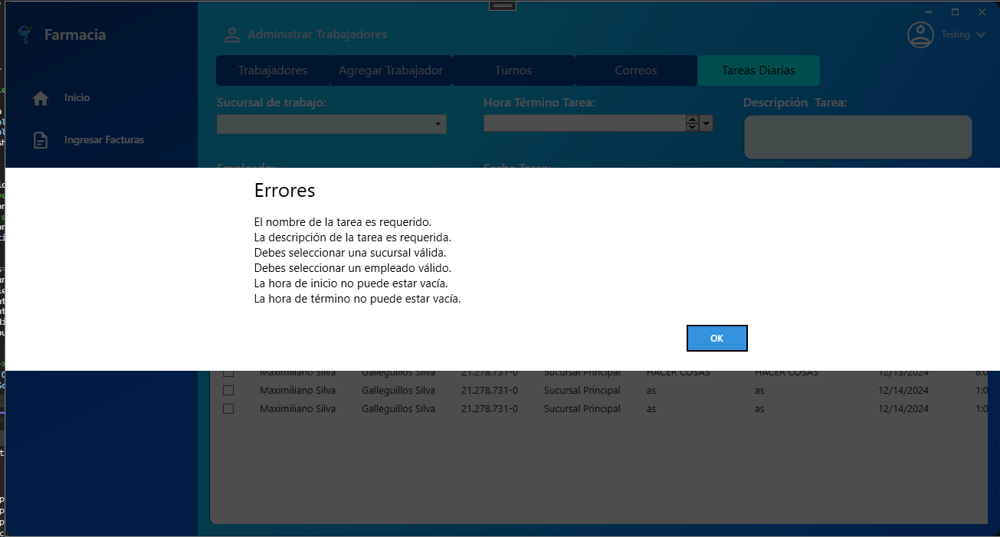 Farmacia
Administrar Trabajadores
Testing
Trabajadores Agregar Trabajador Turnos Correos Tareas Diarias
Inicio
Sucursal de trabajo: Hora Término Tarea: Descripción Tarea:
Ingresar Facturas
Empleado: Fecha Tarea:
Errores
El nombre de la tarea es requerido.
La descripción de la tarea es requerida.
Debes seleccionar una sucursal válida.
Debes seleccionar un empleado válido.
La hora de inicio no puede estar vacía.
La hora de término no puede estar vacía.
OK
Maximiliano Silva Galleguillos Silva 21.278.731-0 Sucursal Principal HACER COSAS HACER COSAS 12/13/2024 8:0
Maximiliano Silva Galleguillos Silva 21.278.731-0 Sucursal Principal as as 12/14/2024 1:0
Maximiliano Silva Galleguillos Silva 21.278.731-0 Sucursal Principal as as 12/14/2024 1:0